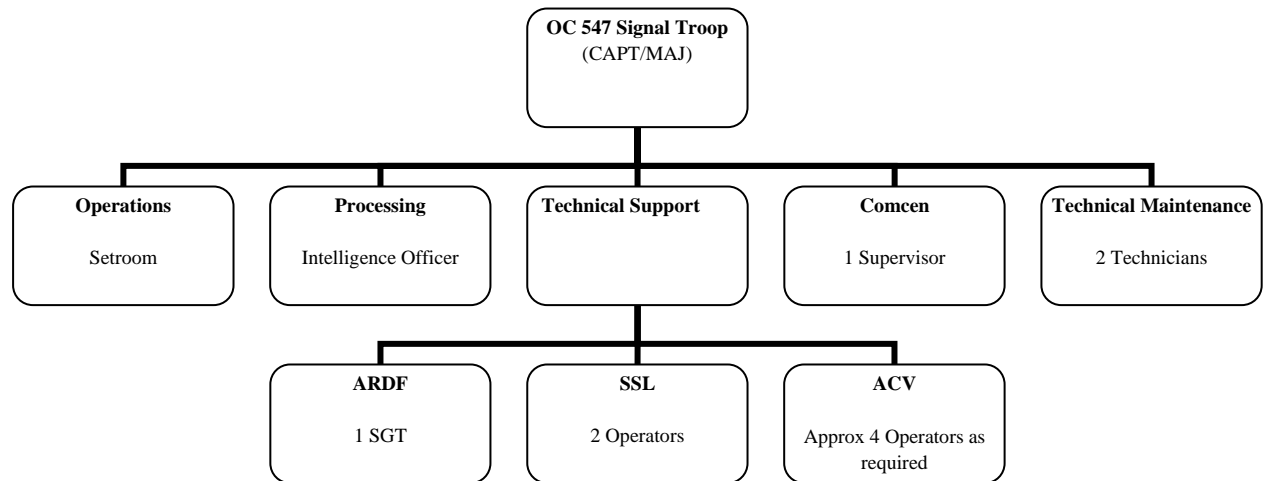 OC 547 Signal Troop
(CAPT/MAJ)
Operations
Setroom
Processing
Intelligence Officer
Technical Support
Comcen
1 Supervisor
Technical Maintenance
2 Technicians
ARDF
1 SGT
SSL
2 Operators
ACV
Approx 4 Operators as
required